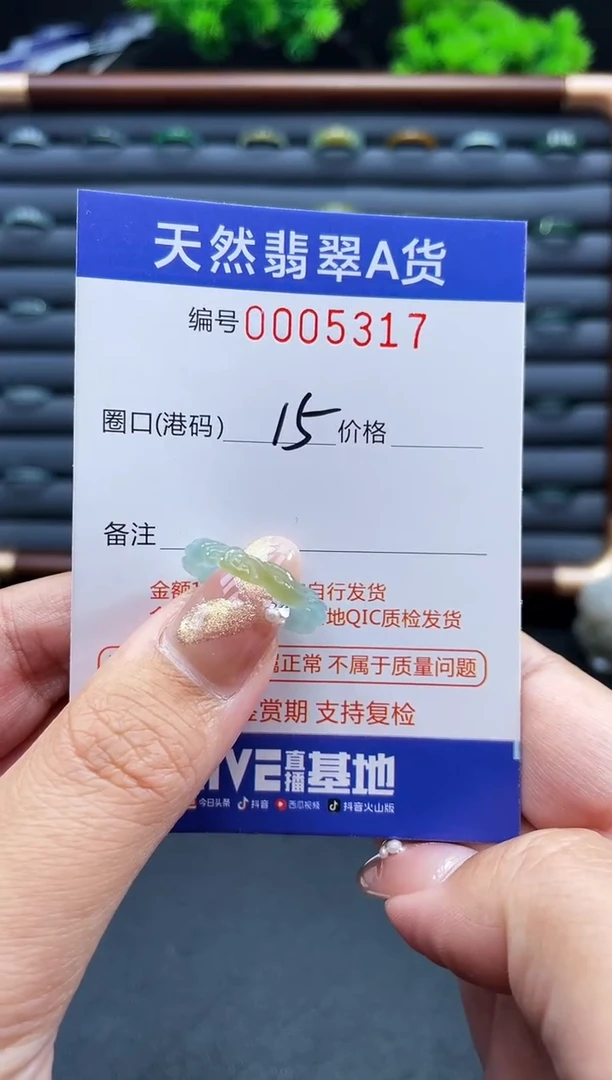 天然翡翠A货
编号0005317
圈口(港码) 15 价格
备注
金额 自行发货
地QIC质检发货
正常 不属于质量问题
赏期 支持复检
直播基地
今日头条 抖音 西瓜视频 抖音火山版